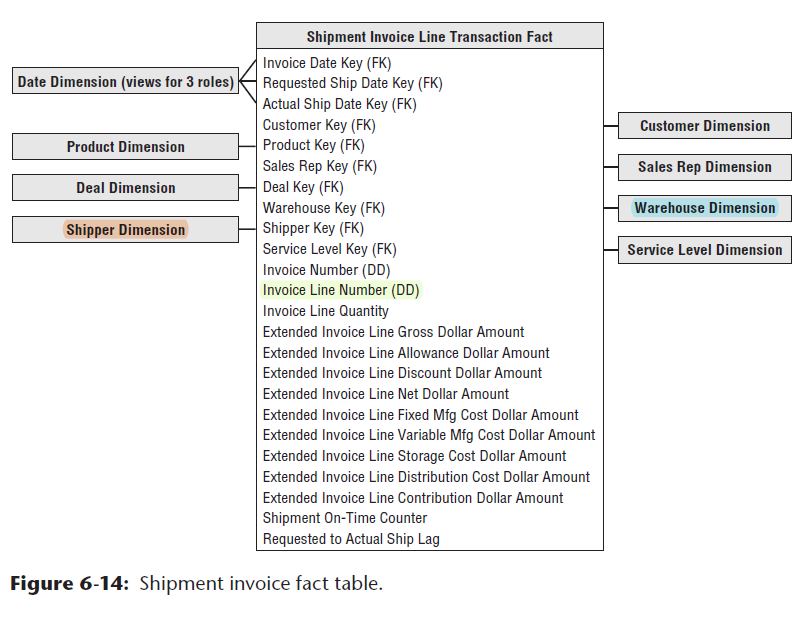 Shipment Invoice Line Transaction Fact
Invoice Date Key (FK)
Requested Ship Date Key (FK)
Actual Ship Date Key (FK)
Customer Key (FK)
Product Key (FK)
Sales Rep Key (FK)
Deal Key (FK)
Warehouse Key (FK)
Shipper Key (FK)
Service Level Key (FK)
Invoice Number (DD)
Invoice Line Number (DD)
Invoice Line Quantity
Extended Invoice Line Gross Dollar Amount
Extended Invoice Line Allowance Dollar Amount
Extended Invoice Line Discount Dollar Amount
Extended Invoice Line Net Dollar Amount
Extended Invoice Line Fixed Mfg Cost Dollar Amount
Extended Invoice Line Variable Mfg Cost Dollar Amount
Extended Invoice Line Storage Cost Dollar Amount
Extended Invoice Line Distribution Cost Dollar Amount
Extended Invoice Line Contribution Dollar Amount
Shipment On-Time Counter
Requested to Actual Ship Lag
Date Dimension (views for 3 roles)
Product Dimension
Deal Dimension
Shipper Dimension
Customer Dimension
Sales Rep Dimension
Warehouse Dimension
Service Level Dimension
Figure 6-14: Shipment invoice fact table.